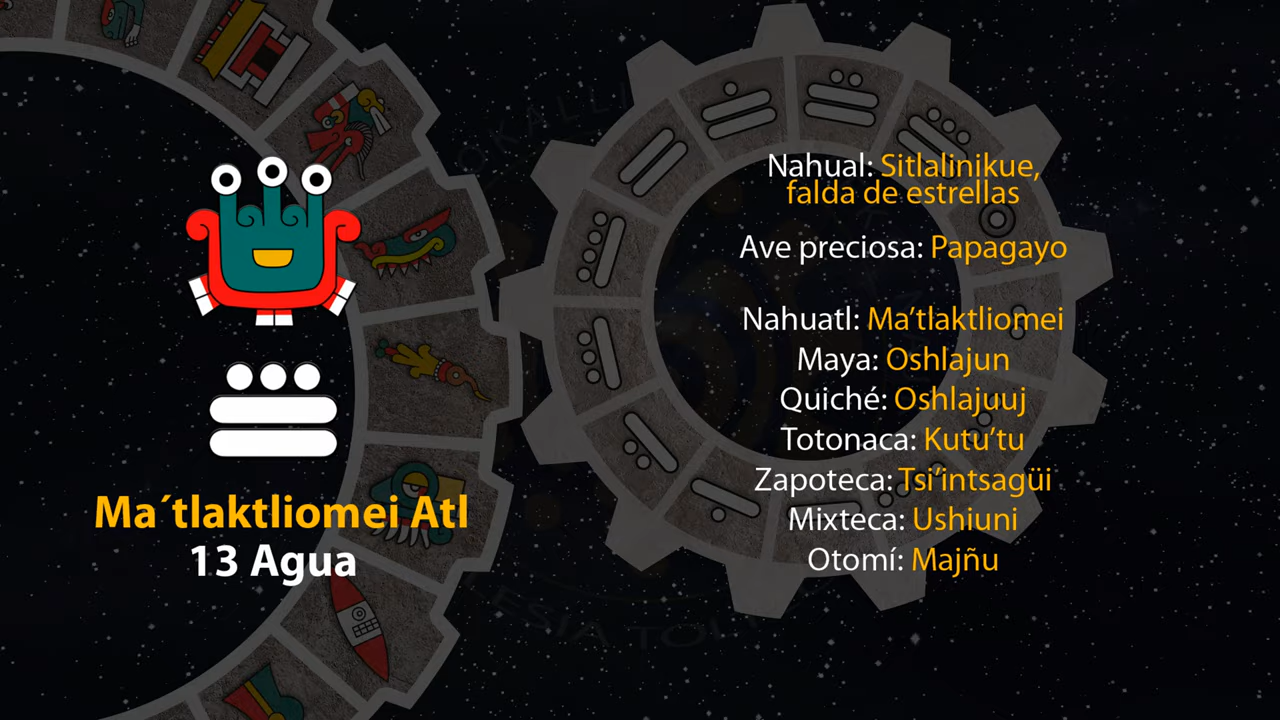 Ma´tlaktliomei Atl
13 Agua
Nahual: Sitlalinikue,
falda de estrellas
Ave preciosa: Papagayo
Nahuatl: Ma’tlaktliomei
Maya: Oshlajun
Quiché: Oshlajuuj
Totonaca: Kutu’tu
Zapoteca: Tsi’intsagüi
Mixteca: Ushiuni
Otomí: Majñu